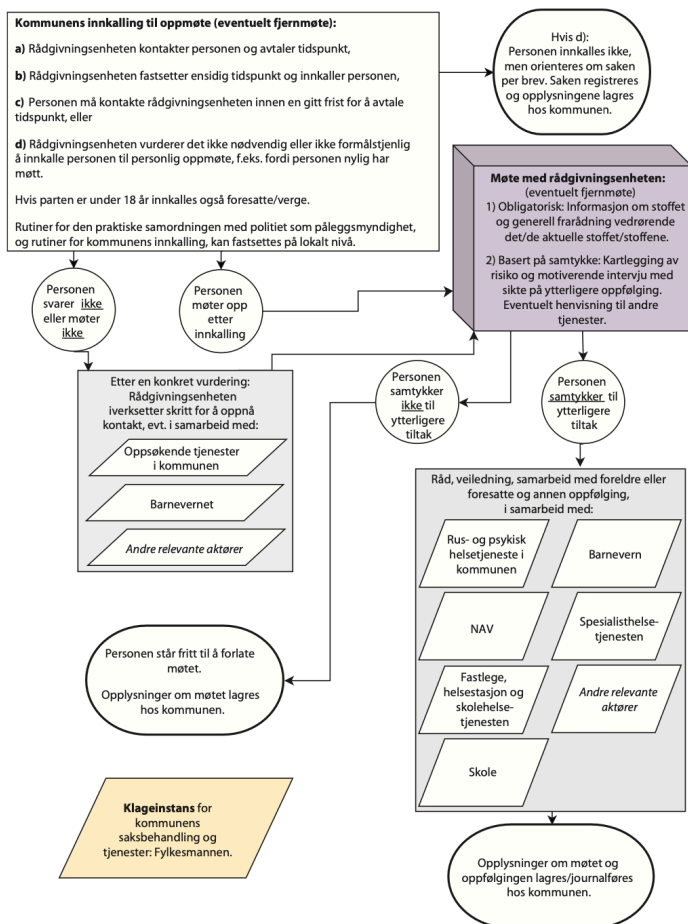 Kommunens innkalling til oppmøte (eventuelt fjernmøte):
a) Rådgivningsenheten kontakter personen og avtaler tidspunkt,
b) Rådgivningsenheten fastsetter ensidig tidspunkt og innkaller personen,
c) Personen må kontakte rådgivningsenheten innen en gitt frist for å avtale
tidspunkt, eller
d) Rådgivningsenheten vurderer det ikke nødvendig eller ikke formålstjenlig
å innkalle personen til personlig oppmøte, f.eks. fordi personen nylig har
møtt.
Hvis parten er under 18 år innkalles også foresatte/verge.
Rutiner for den praktiske samordningen med politiet som påleggsmyndighet,
og rutiner for kommunens innkalling, kan fastsettes på lokalt nivå.
Hvis d):
Personen innkalles ikke,
men orienteres om saken
per brev. Saken registreres
og opplysningene lagres
hos kommunen.
Møte med rådgivningsenheten:
(eventuelt fjernmøte)
1) Obligatorisk: Informasjon om stoffet
og generell frarådning vedrørende
det/de aktuelle stoffet/stoffene.
2) Basert på samtykke: Kartlegging av
risiko og motiverende intervju med
sikte på ytterligere oppfølging.
Eventuelt henvisning til andre
tjenester.
Personen
svarer ikke
eller møter
ikke
Personen
møter opp
etter
innkalling
Etter en konkret vurdering:
Rådgivningsenheten
iverksetter skritt for å oppnå
kontakt, evt. i samarbeid med:
Oppsøkende tjenester
i kommunen
Barnevernet
Andre relevante aktører
Personen
samtykker
ikke til
ytterligere
tiltak
Personen
samtykker til
ytterligere
tiltak
Råd, veiledning, samarbeid med foreldre eller
foresatte og annen oppfølging,
i samarbeid med:
Rus- og psykisk
helsetjeneste i
kommunen
Barnevern
NAV
Spesialisthelse-
tjenesten
Fastlege,
helsestasjon og
skolehelse-
tjenesten
Andre relevante
aktører
Skole
Personen står fritt til å forlate
møtet.
Opplysninger om møtet lagres
hos kommunen.
Klageinstans for
kommunens
saksbehandling og
tjenester: Fylkesmannen.
Opplysninger om møtet og
oppfølgingen lagres/journalføres
hos kommunen.